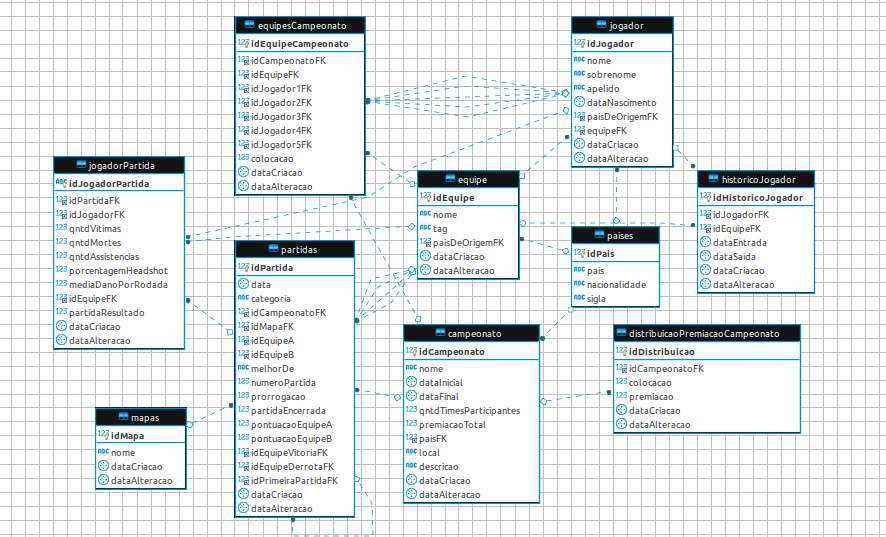 equipesCampeonato
idEquipeCampeonato
idCampeonatoFK
idEquipeFK
idJogador1FK
idJogador2FK
idJogador3FK
idJogador4FK
idJogador5FK
colocacao
dataCriacao
dataAlteracao
jogador
idJogador
nome
sobrenome
apelido
dataNascimento
paisDeOrigemFK
equipeFK
dataCriacao
dataAlteracao
jogadorPartida
idJogadorPartida
idPartidaFK
idJogadorFK
qntdVitimas
qntdMortes
qntdAssistencias
porcentagemHeadshot
mediaDanoPorRodada
idEquipeFK
partidaResultado
dataCriacao
dataAlteracao
equipe
idEquipe
nome
tag
paisDeOrigemFK
dataCriacao
dataAlteracao
historicoJogador
idHistoricoJogador
idJogadorFK
idEquipeFK
dataEntrada
dataSaida
dataCriacao
dataAlteracao
partidas
idPartida
data
categoria
idCampeonatoFK
idMapaFK
idEquipeA
idEquipeB
melhorDe
numeroPartida
prorrogacao
partidaEncerrada
pontuacaoEquipeA
pontuacaoEquipeB
idEquipeVitoriaFK
idEquipeDerrotaFK
idPrimeiraPartidaFK
dataCriacao
dataAlteracao
paises
idPais
pais
nacionalidade
sigla
campeonato
idCampeonato
nome
dataInicial
dataFinal
qntdTimesParticipantes
premiacaoTotal
paisFK
local
descricao
dataCriacao
dataAlteracao
distribuicaoPremiacaoCampeonato
idDistribuicao
idCampeonatoFK
colocacao
premiacao
dataCriacao
dataAlteracao
mapas
idMapa
nome
dataCriacao
dataAlteracao